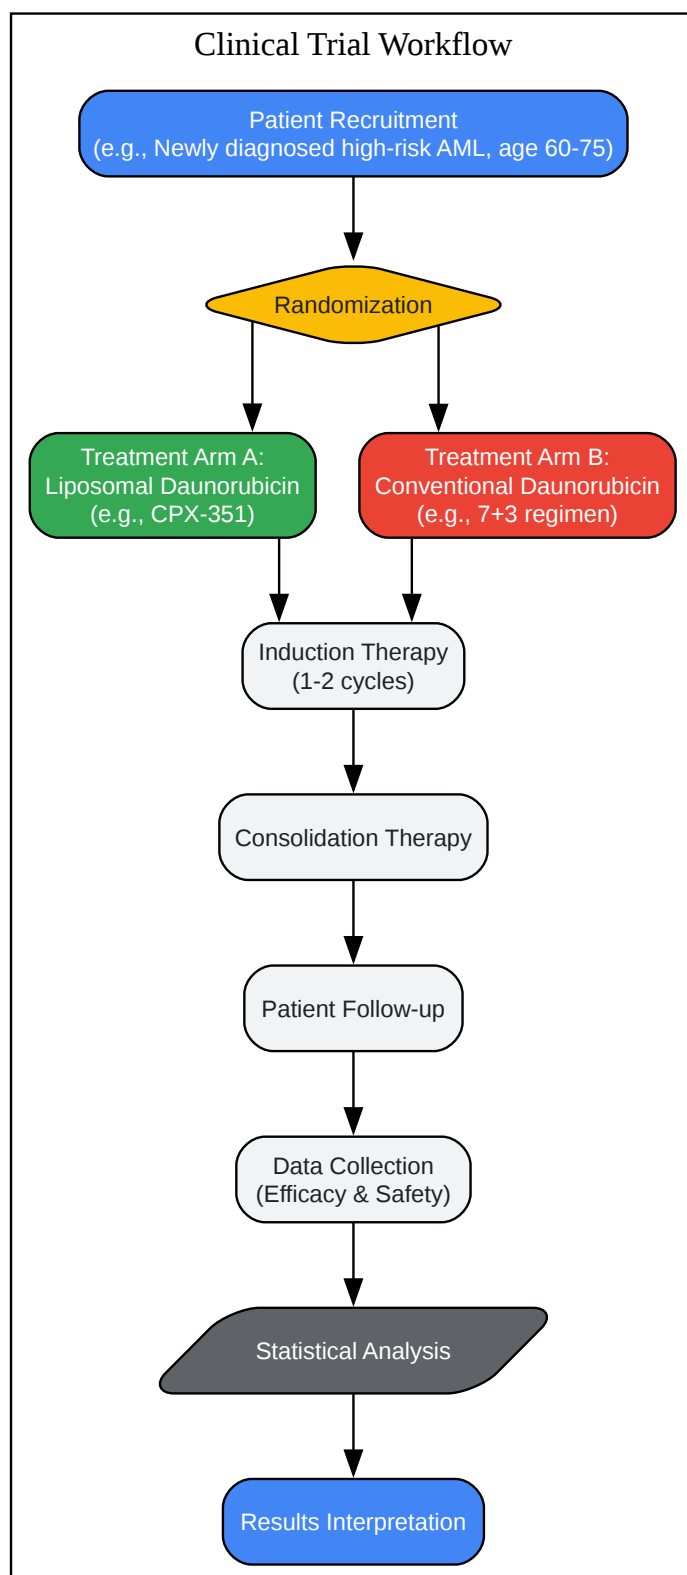 Clinical Trial Workflow
Patient Recruitment
(e.g., Newly diagnosed high-risk AML, age 60-75)
Randomization
Treatment Arm A:
Liposomal Daunorubicin
(e.g., CPX-351)
Treatment Arm B:
Conventional Daunorubicin
(e.g., 7+3 regimen)
Induction Therapy
(1-2 cycles)
Consolidation Therapy
Patient Follow-up
Data Collection
(Efficacy & Safety)
Statistical Analysis
Results Interpretation